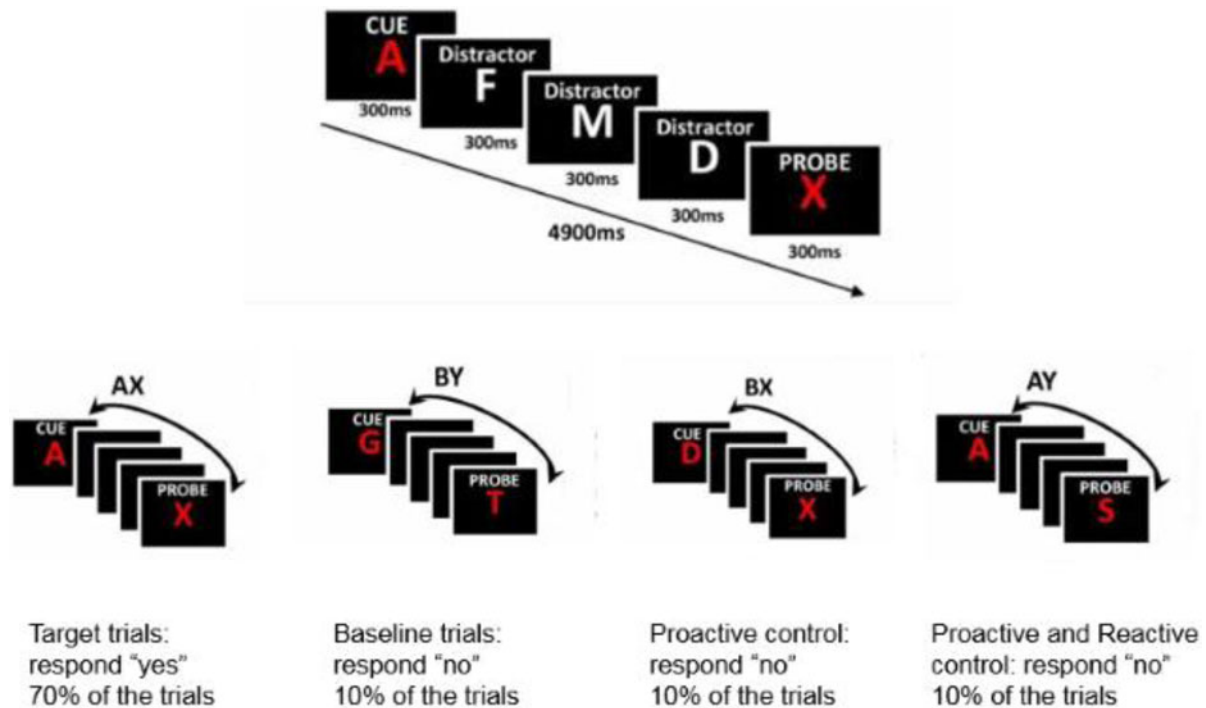 CUE
A
300ms
Distractor
F
300ms
Distractor
M
300ms
Distractor
D
300ms
PROBE
X
300ms
4900ms
AX
CUE
A
PROBE
X
BY
CUE
G
PROBE
T
BX
CUE
D
PROBE
X
AY
CUE
A
PROBE
S
Target trials:
respond “yes”
70% of the trials
Baseline trials:
respond “no”
10% of the trials
Proactive control:
respond “no”
10% of the trials
Proactive and Reactive
control: respond “no”
10% of the trials